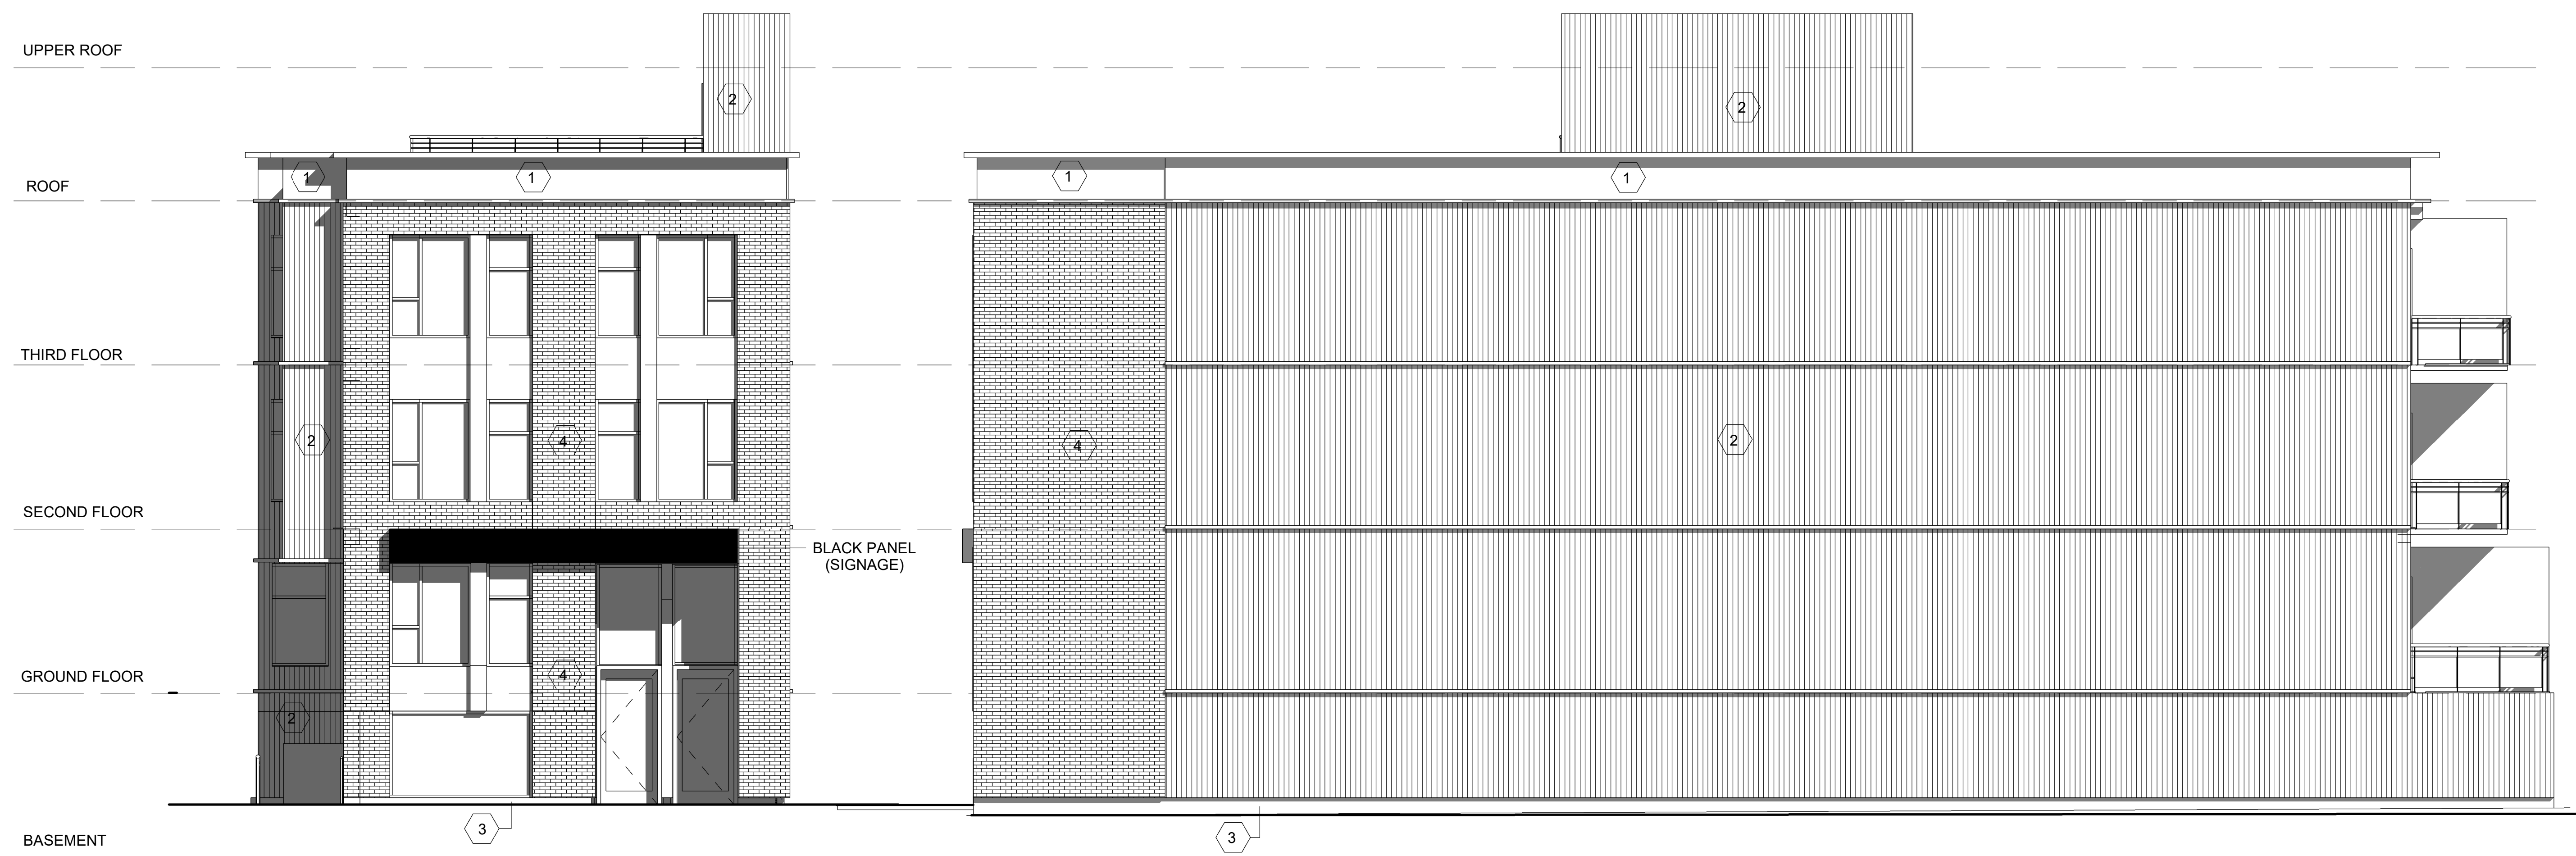 UPPER ROOF
2
2
ROOF
1
1
1
1
THIRD FLOOR
2
4
4
2
SECOND FLOOR
BLACK PANEL
(SIGNAGE)
GROUND FLOOR
4
2
3
3
BASEMENT